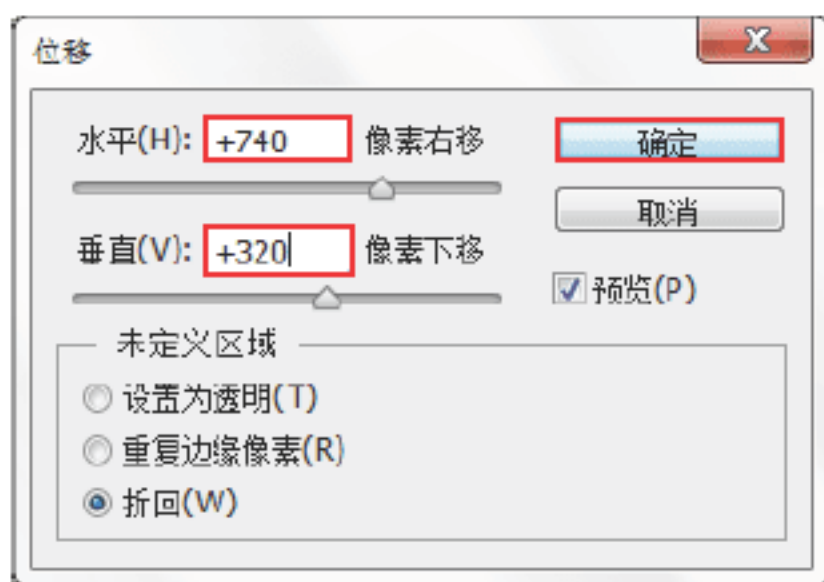 位移
X
水平(H): +740 像素右移
确定
取消
垂直(V): +320 像素下移
预览(P)
未定义区域
设置为透明(T)
重复边缘像素(R)
折回(W)